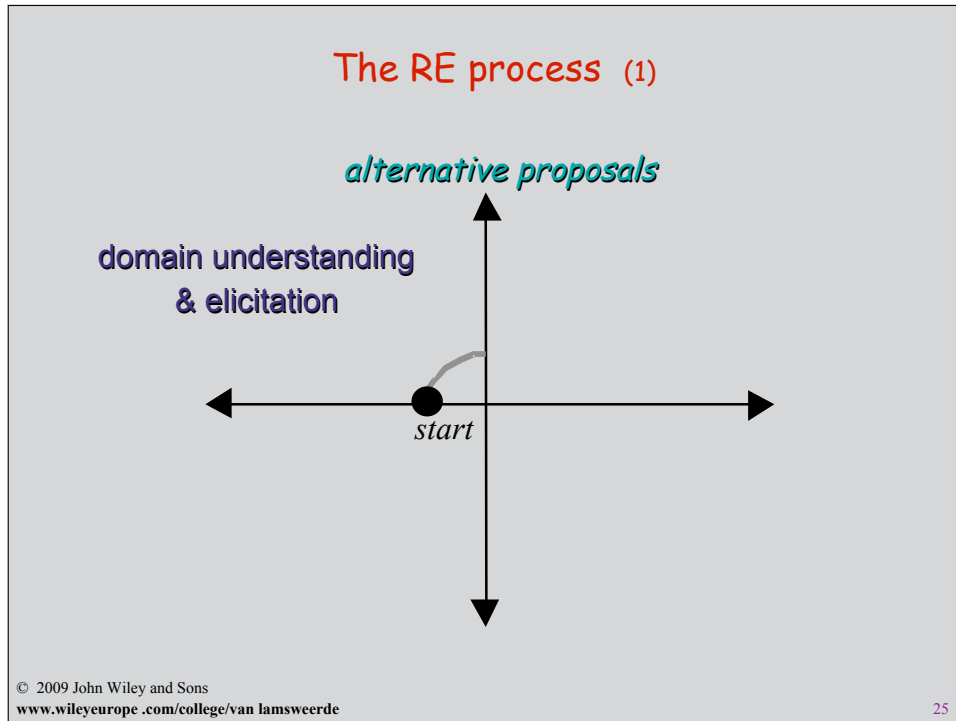 The RE process (1)
alternative proposals
domain understanding
& elicitation
start
© 2009 John Wiley and Sons
www.wileyeurope .com/college/van lamsweerde
25